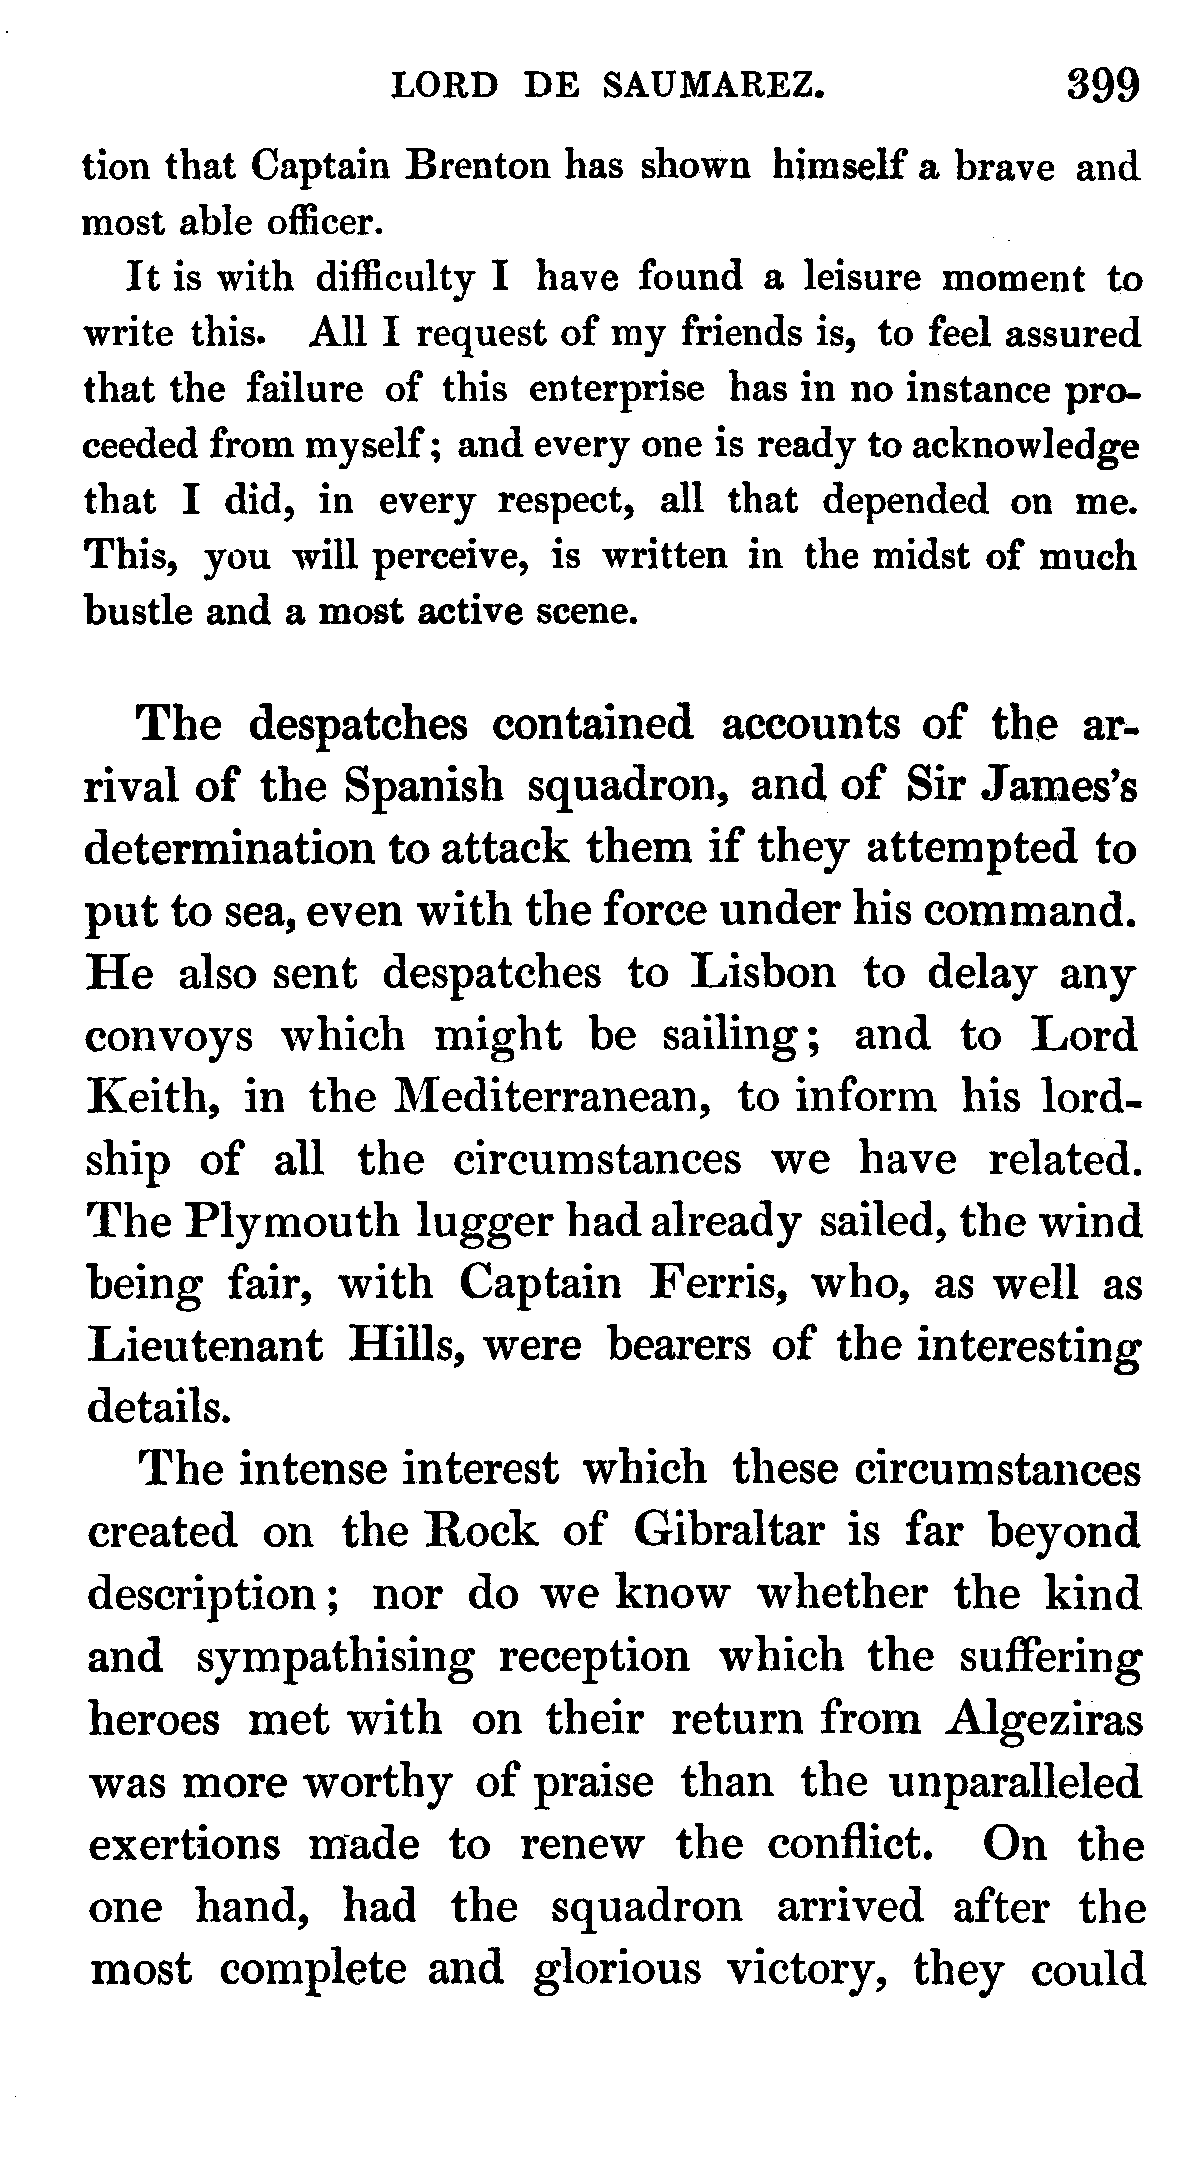 LORD DE SAUMAREZ. 399
tion that Captain Brenton has shown himself a brave and
most able officer.
It is with difficulty I have found a leisure moment to
write this. All I request of my friends is, to feel assured
that the failure of this enterprise has in no instance pro-
ceeded from myself; and every one is ready to acknowledge
that I did, in every respect, all that depended on me.
This, you will perceive, is written in the midst of much
bustle and a most active scene.
The despatches contained accounts of the ar-
rival of the Spanish squadron, and of Sir James's
determination to attack them if they attempted to
put to sea, even with the force under his command.
He also sent despatches to Lisbon to delay any
convoys which might be sailing; and to Lord
Keith, in the Mediterranean, to inform his lord-
ship of all the circumstances we have related.
The Plymouth lugger had already sailed, the wind
being fair, with Captain Ferris, who, as well as
Lieutenant Hills, were bearers of the interesting
details.
The intense interest which these circumstances
created on the Rock of Gibraltar is far beyond
description; nor do we know whether the kind
and sympathising reception which the suffering
heroes met with on their return from Algeziras
was more worthy of praise than the unparalleled
exertions made to renew the conflict. On the
one hand, had the squadron arrived after the
most complete and glorious victory, they could